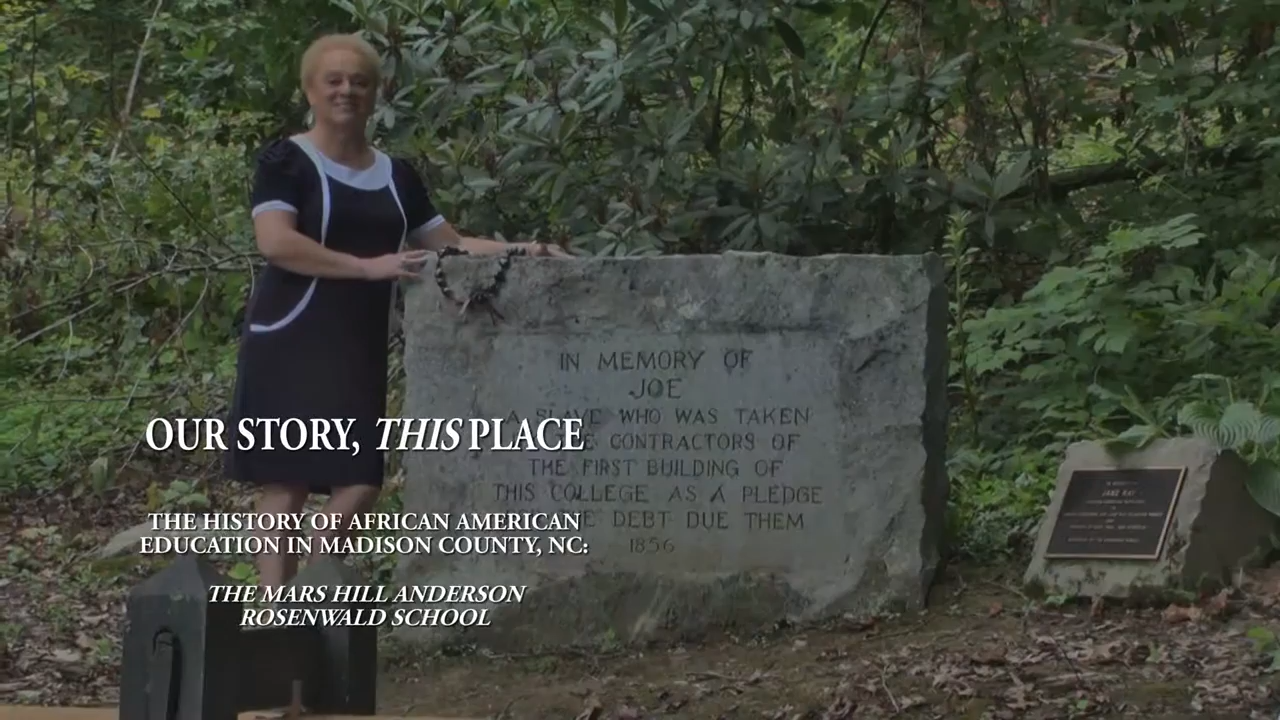 IN MEMORY OF
JOE
A SLAVE WHO WAS TAKEN
CONTRACTORS OF
THE FIRST BUILDING OF
THIS COLLEGE AS A PLEDGE
DEBT DUE THEM
1856
OUR STORY, THIS PLACE
THE HISTORY OF AFRICAN AMERICAN
EDUCATION IN MADISON COUNTY, NC:
THE MARS HILL ANDERSON
ROSENWALD SCHOOL
JANE RAY